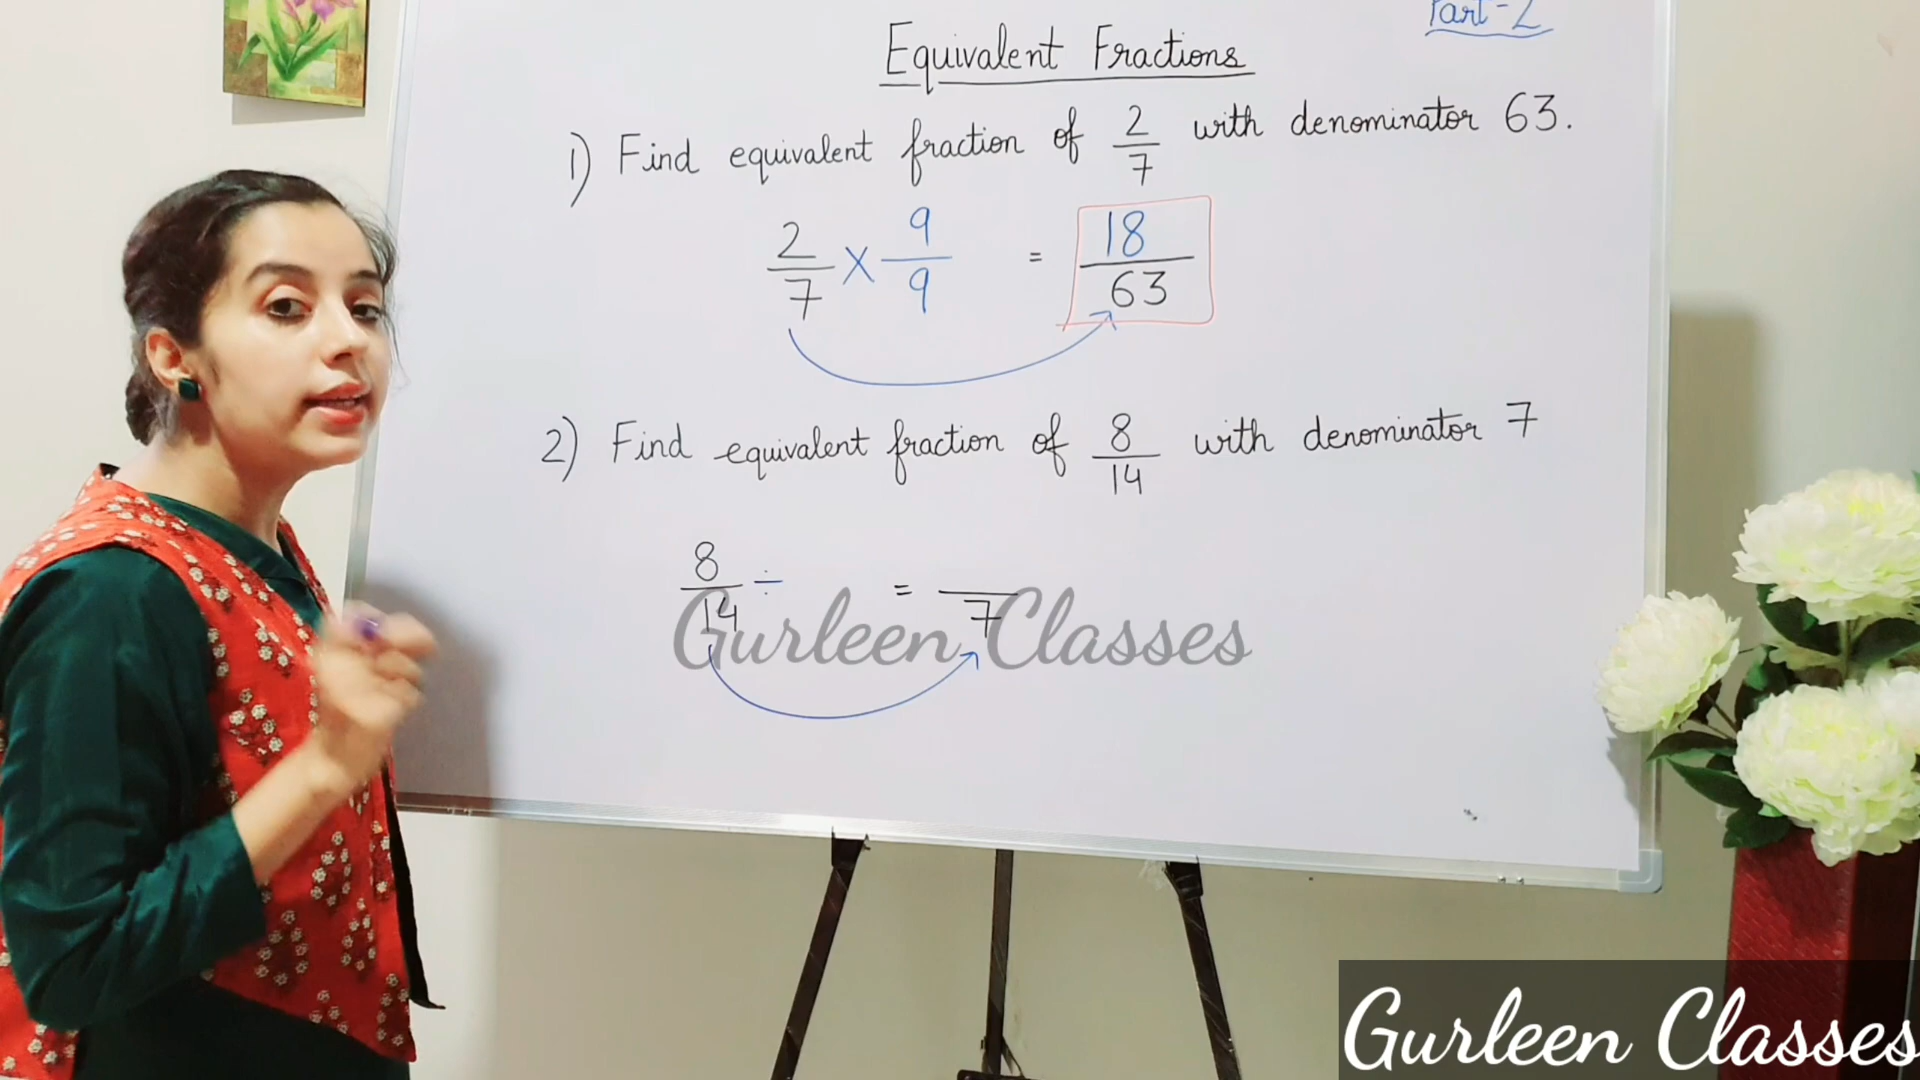 Part-2
Equivalent Fractions
1) Find equivalent fraction of 2/7 with denominator 63.
2/7 X 9/9 = 18/63
2) Find equivalent fraction of 8/14 with denominator 7
8/14 ÷ = /7
Gurleen Classes
Gurleen Classes